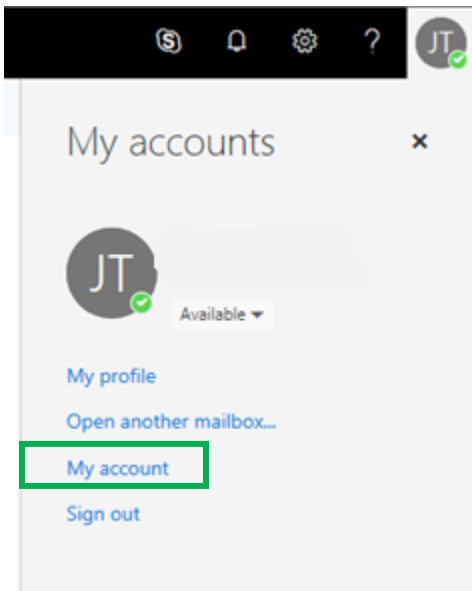 S ? JT
My accounts ×
JT
Available
My profile
Open another mailbox...
My account
Sign out